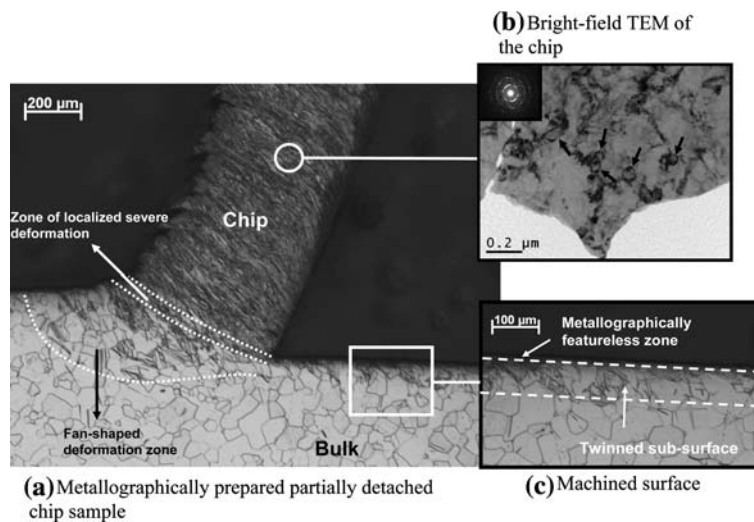 (b) Bright-field TEM of
the chip
200 μm
Zone of localized severe
deformation
Chip
0.2 μm
100 μm
Metallographically
featureless zone
Fan-shaped
deformation zone
Bulk
Twinned sub-surface
(a) Metallographically prepared partially detached
chip sample
(c) Machined surface